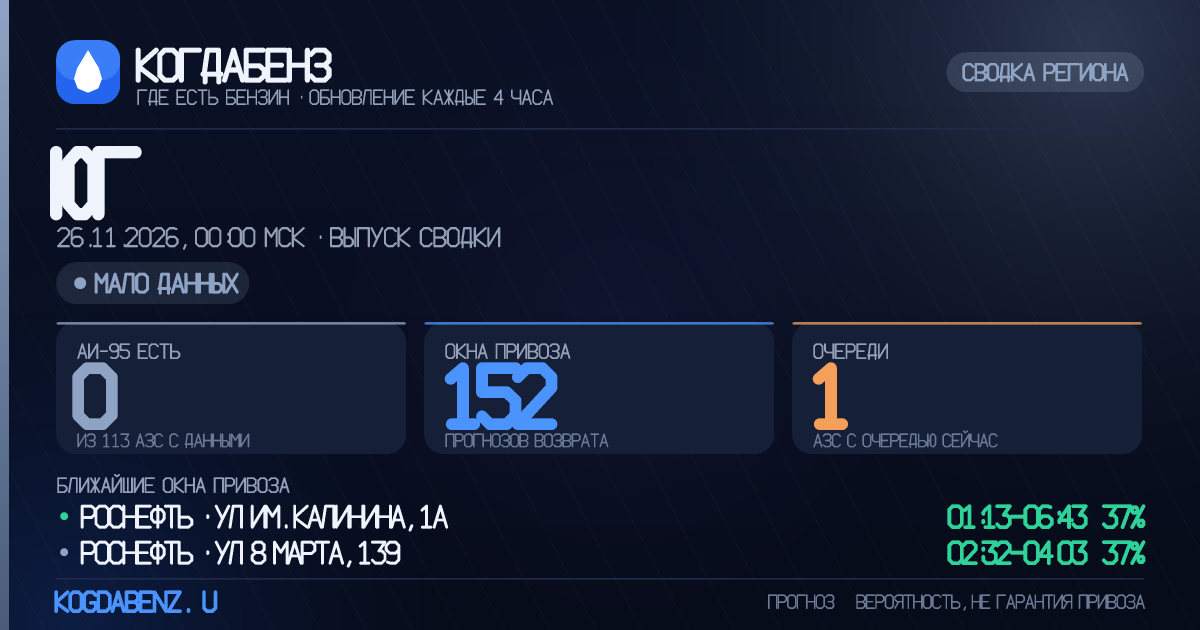 КОГДАБЕНЗ
ГДЕ ЕСТЬ БЕНЗИН · ОБНОВЛЕНИЕ КАЖДЫЕ 4 ЧАСА
СВОДКА РЕГИОНА
ЮГ
26.11.2026, 00:00 МСК · ВЫПУСК СВОДКИ
• МАЛО ДАННЫХ
АИ-95 ЕСТЬ
0
ИЗ 113 АЗС С ДАННЫМИ
ОКНА ПРИВОЗА
152
ПРОГНОЗОВ ВОЗВРАТА
ОЧЕРЕДИ
1
АЗС С ОЧЕРЕДЬЮ СЕЙЧАС
БЛИЖАЙШИЕ ОКНА ПРИВОЗА
• РОСНЕФТЬ · УЛ ИМ. КАЛИНИНА, 1А 01:13-06:43 37%
• РОСНЕФТЬ · УЛ 8 МАРТА, 139 02:32-04:03 37%
KOGDABENZ. U
ПРОГНОЗ ВЕРОЯТНОСТЬ, НЕ ГАРАНТИЯ ПРИВОЗА